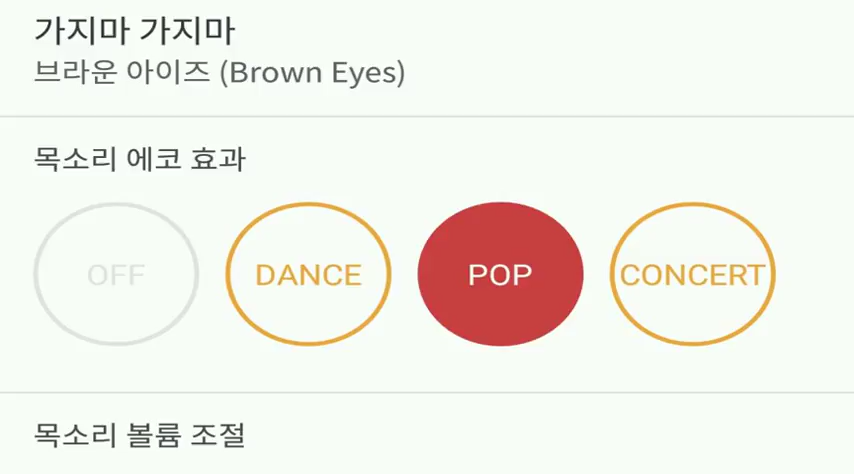 가지마 가지마
브라운 아이즈 (Brown Eyes)
목소리 에코 효과
OFF DANCE POP CONCERT
목소리 볼륨 조절